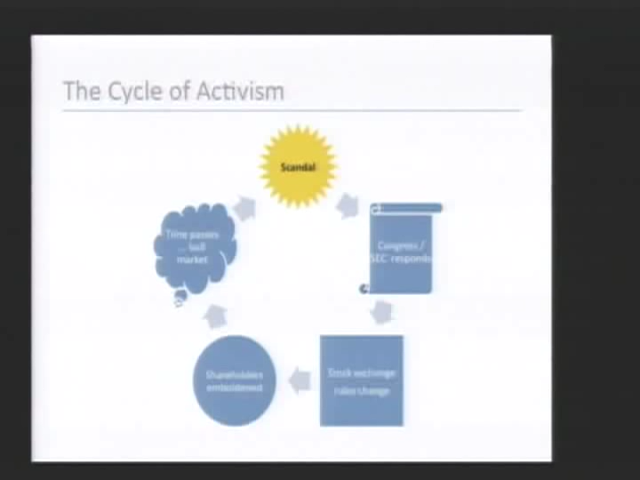 The Cycle of Activism
Scandal
Congress /
SEC responds
Stock exchange
rules change
Shareholders
emboldened
Time passes
... bull
market